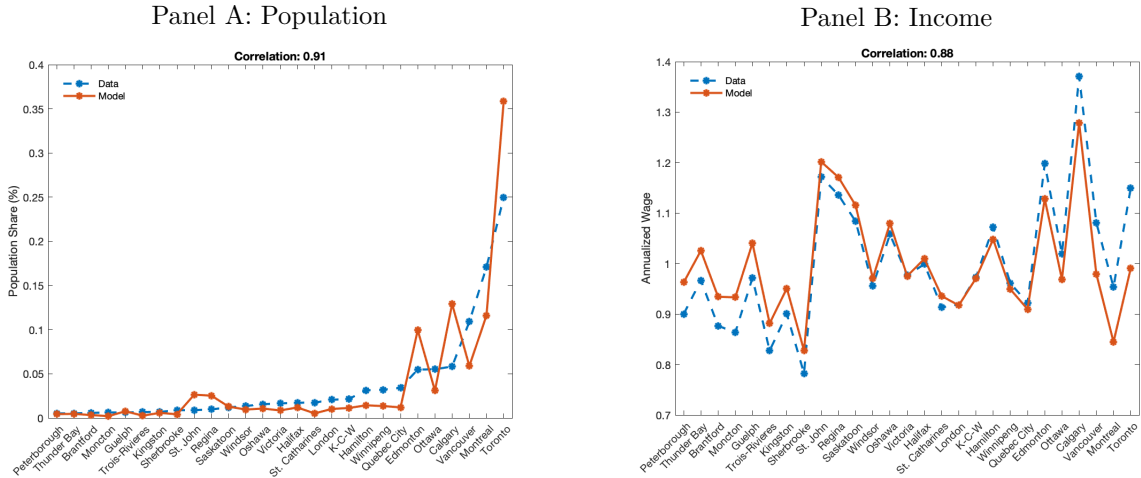 Panel A: Population
Correlation: 0.91
Data
Model
Population Share (%)
0.4
0.35
0.3
0.25
0.2
0.15
0.1
0.05
0
Peterborough
Thunder Bay
Brantford
Moncton
Guelph
Trois-Rivieres
Kingston
Sherbrooke
St. John
Regina
Saskatoon
Windsor
Oshawa
Victoria
Halifax
St. Catharines
London
K-C-W
Hamilton
Winnipeg
Quebec City
Edmonton
Ottawa
Calgary
Vancouver
Montreal
Toronto
Panel B: Income
Correlation: 0.88
Data
Model
Annualized Wage
1.4
1.3
1.2
1.1
1
0.9
0.8
0.7
Peterborough
Thunder Bay
Brantford
Moncton
Guelph
Trois-Rivieres
Kingston
Sherbrooke
St. John
Regina
Saskatoon
Windsor
Oshawa
Victoria
Halifax
St. Catharines
London
K-C-W
Hamilton
Winnipeg
Quebec City
Edmonton
Ottawa
Calgary
Vancouver
Montreal
Toronto